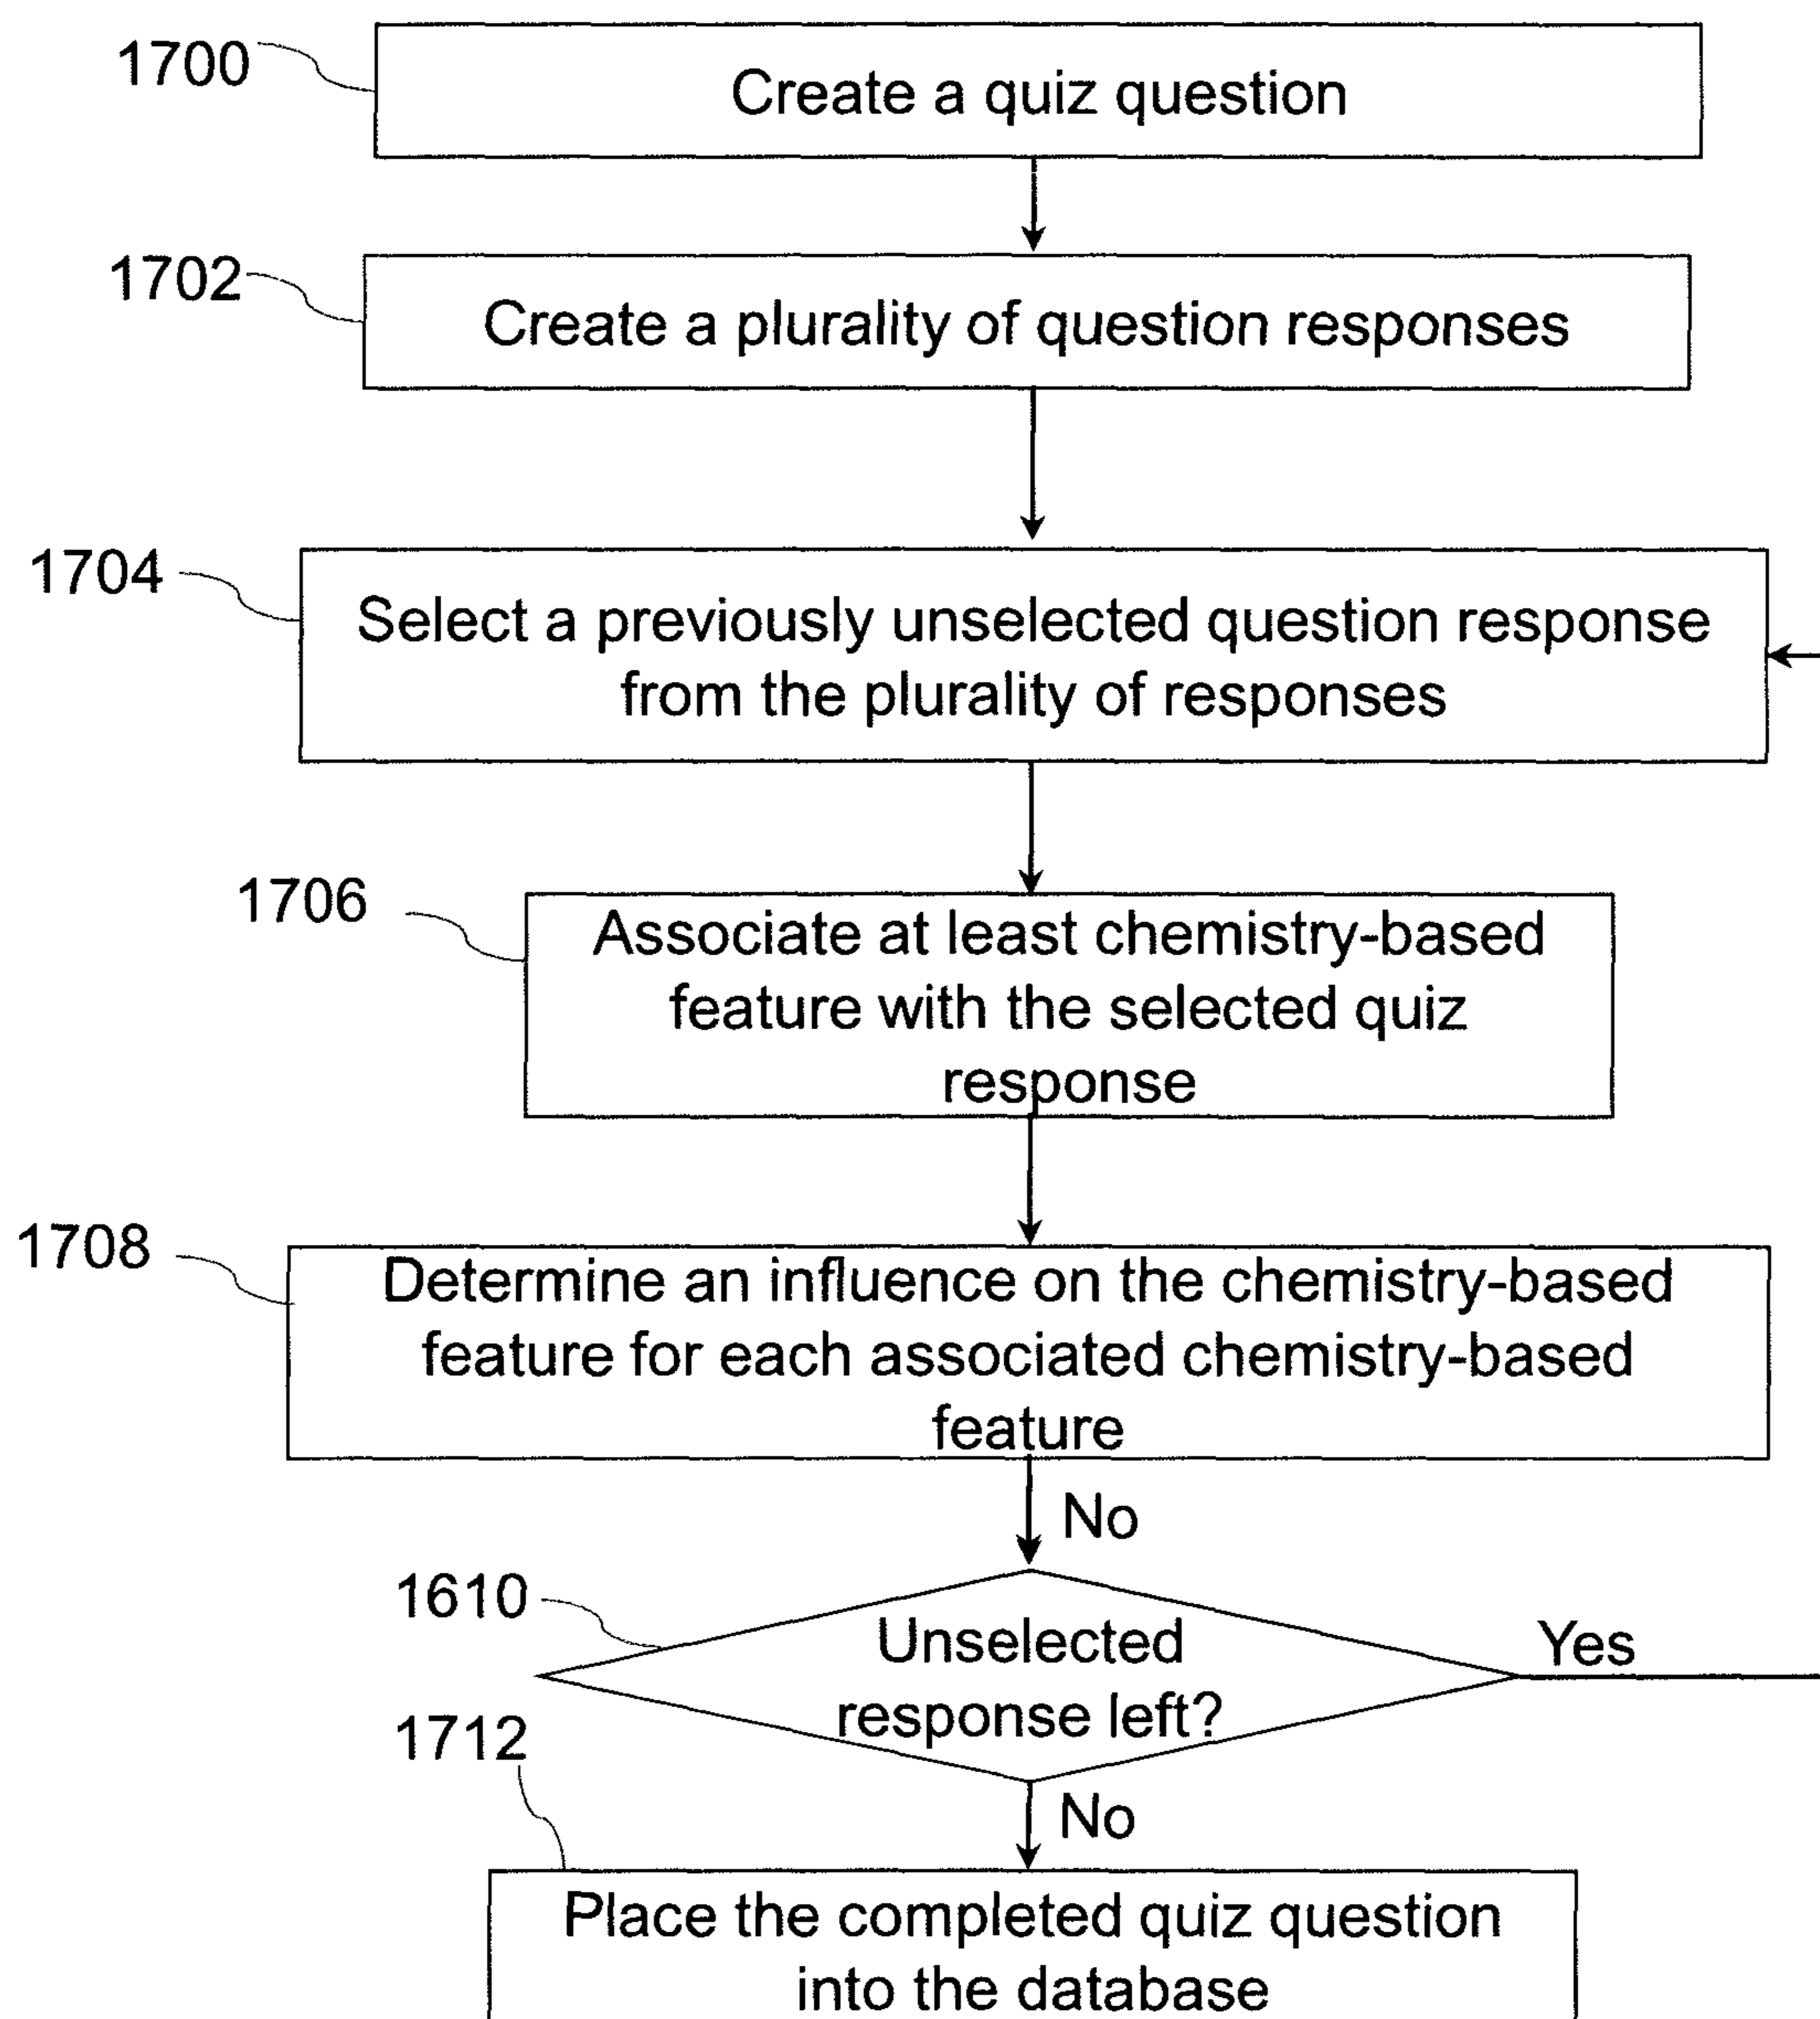 1700
Create a quiz question
1702
Create a plurality of question responses
1704
Select a previously unselected question response
from the plurality of responses
1706
Associate at least chemistry-based
feature with the selected quiz
response
1708
Determine an influence on the chemistry-based
feature for each associated chemistry-based
feature
No
1610
Unselected
response left?
Yes
1712
No
Place the completed quiz question
into the database